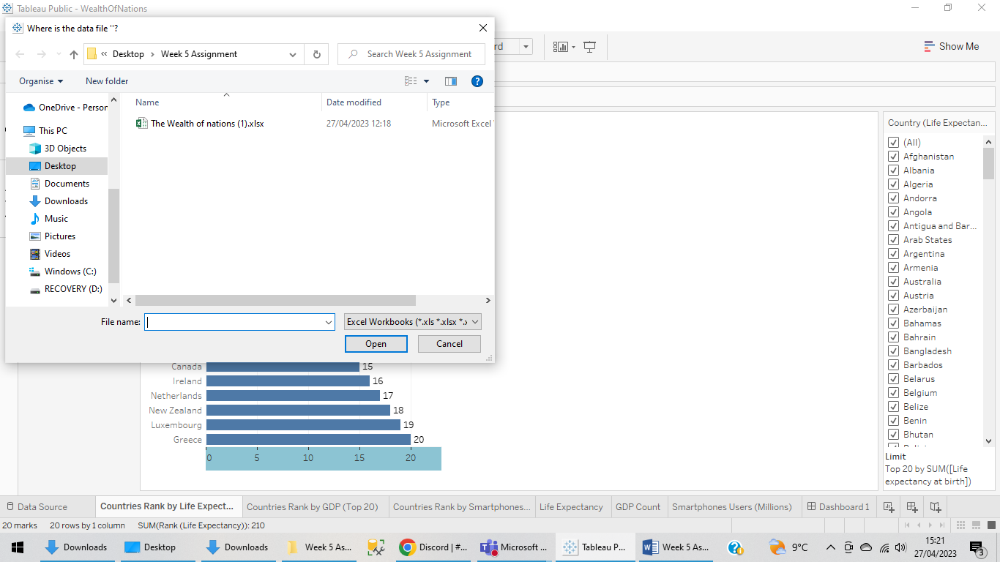 Tableau Public - WealthOfNations
Where is the data file ''?
Desktop > Week 5 Assignment
Search Week 5 Assignment
rd
Show Me
Organise
New folder
Name
Date modified
Type
The Wealth of nations (1).xlsx
27/04/2023 12:18
Microsoft Excel
OneDrive - Person
This PC
3D Objects
Desktop
Documents
Downloads
Music
Pictures
Videos
Windows (C:)
RECOVERY (D:)
File name:
Excel Workbooks (*.xls *.xlsx *.x
Open
Cancel
Country (Life Expectan...
(All)
Afghanistan
Albania
Algeria
Andorra
Angola
Antigua and Bar...
Arab States
Argentina
Armenia
Australia
Austria
Azerbaijan
Bahamas
Bahrain
Bangladesh
Barbados
Belarus
Belgium
Belize
Benin
Bhutan
Limit
Top 20 by SUM([Life
expectancy at birth])
Canada 15
Ireland 16
Netherlands 17
New Zealand 18
Luxembourg 19
Greece 20
0 5 10 15 20
Data Source
Countries Rank by Life Expect...
Countries Rank by GDP (Top 20)
Countries Rank by Smartphones...
Life Expectancy
GDP Count
Smartphones Users (Millions)
Dashboard 1
20 marks 20 rows by 1 column SUM(Rank (Life Expectancy)): 210
Downloads
Desktop
Downloads
Week 5 As...
Discord | #...
Microsoft ...
Tableau P...
Week 5 As...
9°C
15:21
27/04/2023
3